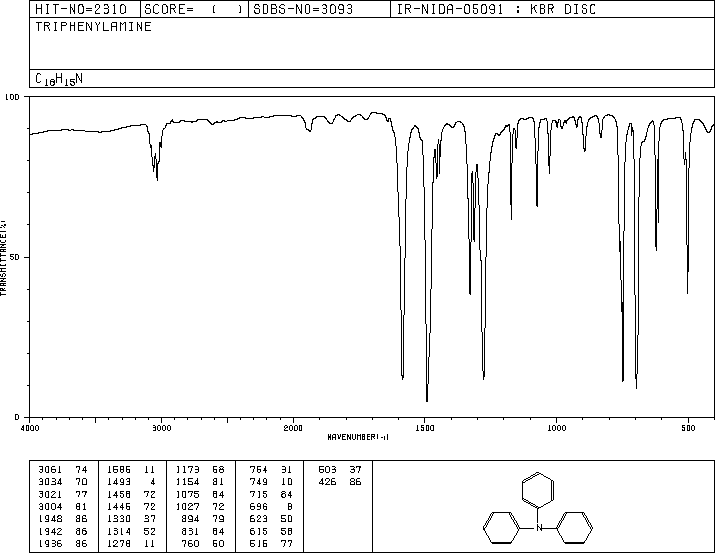 HIT-NO=2310 SCORE= ( ) SDBS-NO=3093 IR-NIDA-05091 : KBR DISC
TRIPHENYLAMINE
C18H15N
100
TRANSMITTANCE(%)
50
0
4000 3000 2000 1500 1000 500
WAVENUMBER(-1)
3061 74 1586 11 1173 58 754 31 503 37
3034 70 1493 4 1154 81 749 10 426 86
3021 77 1458 72 1075 64 715 84
3004 81 1446 72 1027 72 696 8
1948 86 1330 37 894 79 623 50
1942 86 1314 52 831 84 615 58
1936 86 1278 11 760 50 516 77
N